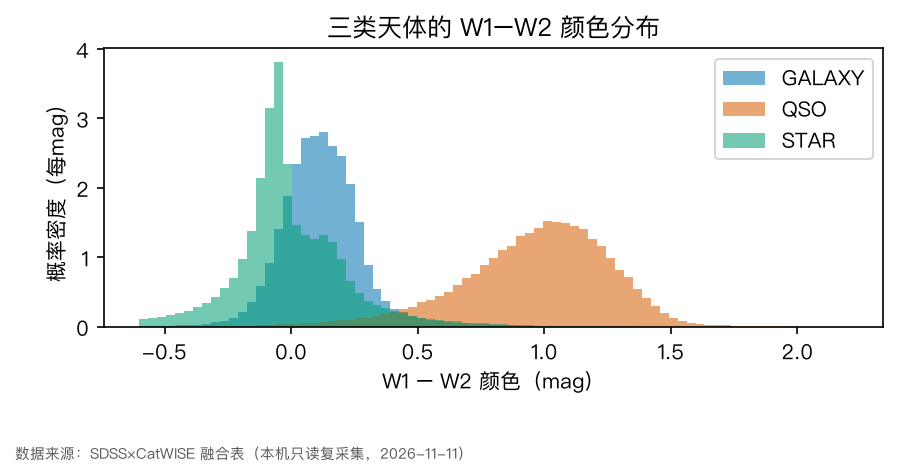 三类天体的 W1−W2 颜色分布
概率密度（每mag）
4
3
2
1
0
GALAXY
QSO
STAR
−0.5 0.0 0.5 1.0 1.5 2.0
W1 − W2 颜色（mag）
数据来源：SDSS×CatWISE 融合表（本机只读复采集，2026−11−11）